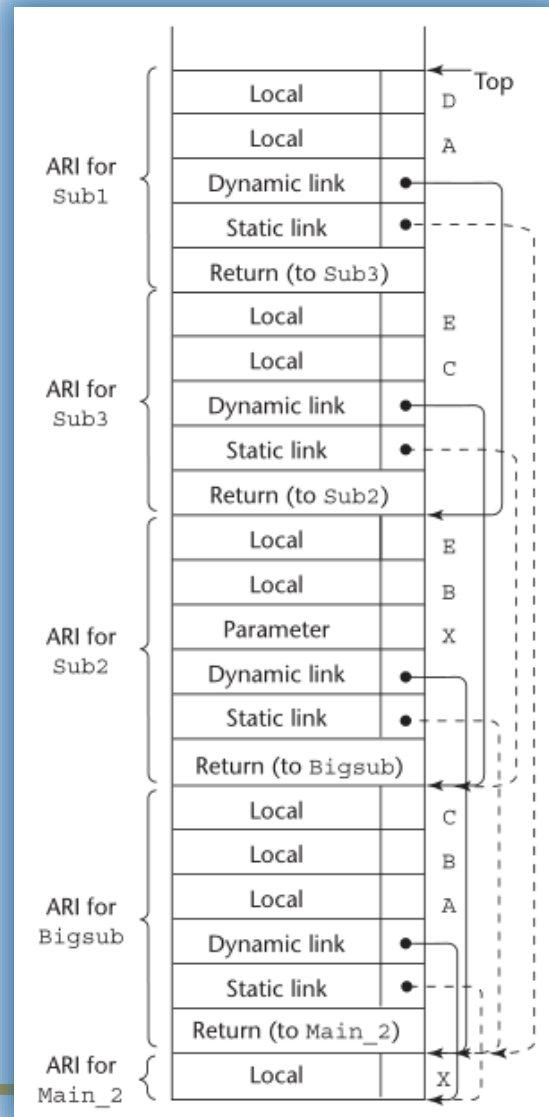 Top
Local D
Local A
ARI for
Sub1
Dynamic link
Static link
Return (to Sub3)
Local E
Local C
ARI for
Sub3
Dynamic link
Static link
Return (to Sub2)
Local E
Local B
Parameter X
ARI for
Sub2
Dynamic link
Static link
Return (to Bigsub)
Local C
Local B
Local A
ARI for
Bigsub
Dynamic link
Static link
Return (to Main_2)
ARI for
Main_2
Local X